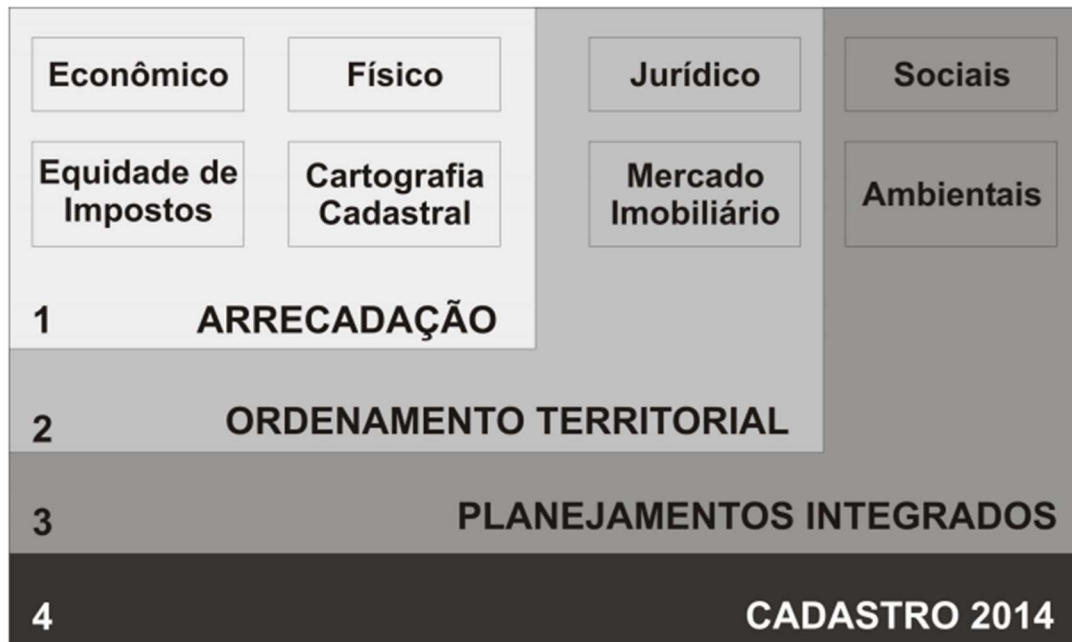 Econômico
Físico
Jurídico
Sociais
Equidade de
Impostos
Cartografia
Cadastral
Mercado
Imobiliário
Ambientais
1 ARRECADAÇÃO
2 ORDENAMENTO TERRITORIAL
3 PLANEJAMENTOS INTEGRADOS
4 CADASTRO 2014